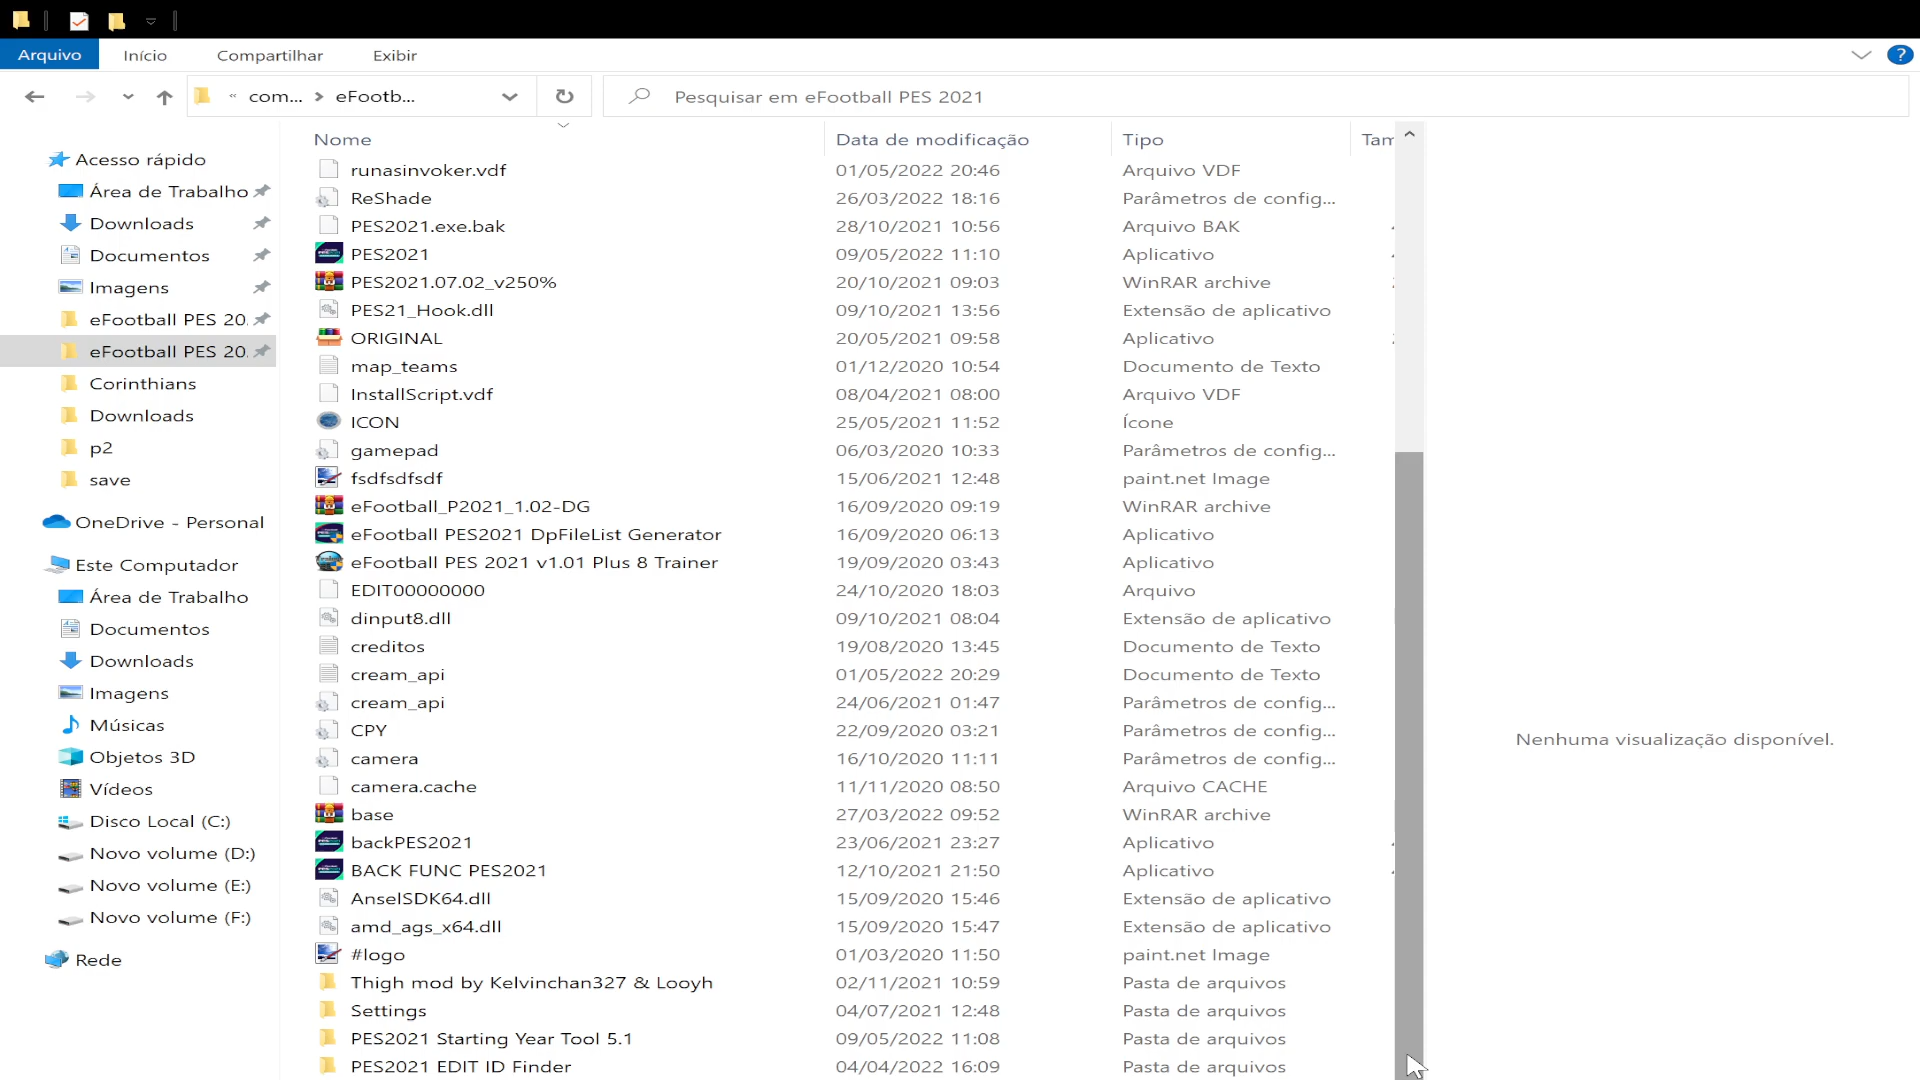 Arquivo Início Compartilhar Exibir ?
« com... > eFootb... Pesquisar em eFootball PES 2021
Nome Data de modificação Tipo Tam
Acesso rápido
Área de Trabalho
Downloads
Documentos
Imagens
eFootball PES 20.
eFootball PES 20.
Corinthians
Downloads
p2
save
OneDrive - Personal
Este Computador
Área de Trabalho
Documentos
Downloads
Imagens
Músicas
Objetos 3D
Vídeos
Disco Local (C:)
Novo volume (D:)
Novo volume (E:)
Novo volume (F:)
Rede
runasinvoker.vdf 01/05/2022 20:46 Arquivo VDF
ReShade 26/03/2022 18:16 Parâmetros de config...
PES2021.exe.bak 28/10/2021 10:56 Arquivo BAK
PES2021 09/05/2022 11:10 Aplicativo
PES2021.07.02_v250% 20/10/2021 09:03 WinRAR archive
PES21_Hook.dll 09/10/2021 13:56 Extensão de aplicativo
ORIGINAL 20/05/2021 09:58 Aplicativo
map_teams 01/12/2020 10:54 Documento de Texto
InstallScript.vdf 08/04/2021 08:00 Arquivo VDF
ICON 25/05/2021 11:52 Ícone
gamepad 06/03/2020 10:33 Parâmetros de config...
fsdfsdfsdf 15/06/2021 12:48 paint.net Image
eFootball_P2021_1.02-DG 16/09/2020 09:19 WinRAR archive
eFootball PES2021 DpFileList Generator 16/09/2020 06:13 Aplicativo
eFootball PES 2021 v1.01 Plus 8 Trainer 19/09/2020 03:43 Aplicativo
EDIT00000000 24/10/2020 18:03 Arquivo
dinput8.dll 09/10/2021 08:04 Extensão de aplicativo
creditos 19/08/2020 13:45 Documento de Texto
cream_api 01/05/2022 20:29 Documento de Texto
cream_api 24/06/2021 01:47 Parâmetros de config...
CPY 22/09/2020 03:21 Parâmetros de config...
camera 16/10/2020 11:11 Parâmetros de config...
camera.cache 11/11/2020 08:50 Arquivo CACHE
base 27/03/2022 09:52 WinRAR archive
backPES2021 23/06/2021 23:27 Aplicativo
BACK FUNC PES2021 12/10/2021 21:50 Aplicativo
AnselSDK64.dll 15/09/2020 15:46 Extensão de aplicativo
amd_ags_x64.dll 15/09/2020 15:47 Extensão de aplicativo
#logo 01/03/2020 11:50 paint.net Image
Thigh mod by Kelvinchan327 & Looyh 02/11/2021 10:59 Pasta de arquivos
Settings 04/07/2021 12:48 Pasta de arquivos
PES2021 Starting Year Tool 5.1 09/05/2022 11:08 Pasta de arquivos
PES2021 EDIT ID Finder 04/04/2022 16:09 Pasta de arquivos
Nenhuma visualização disponível.